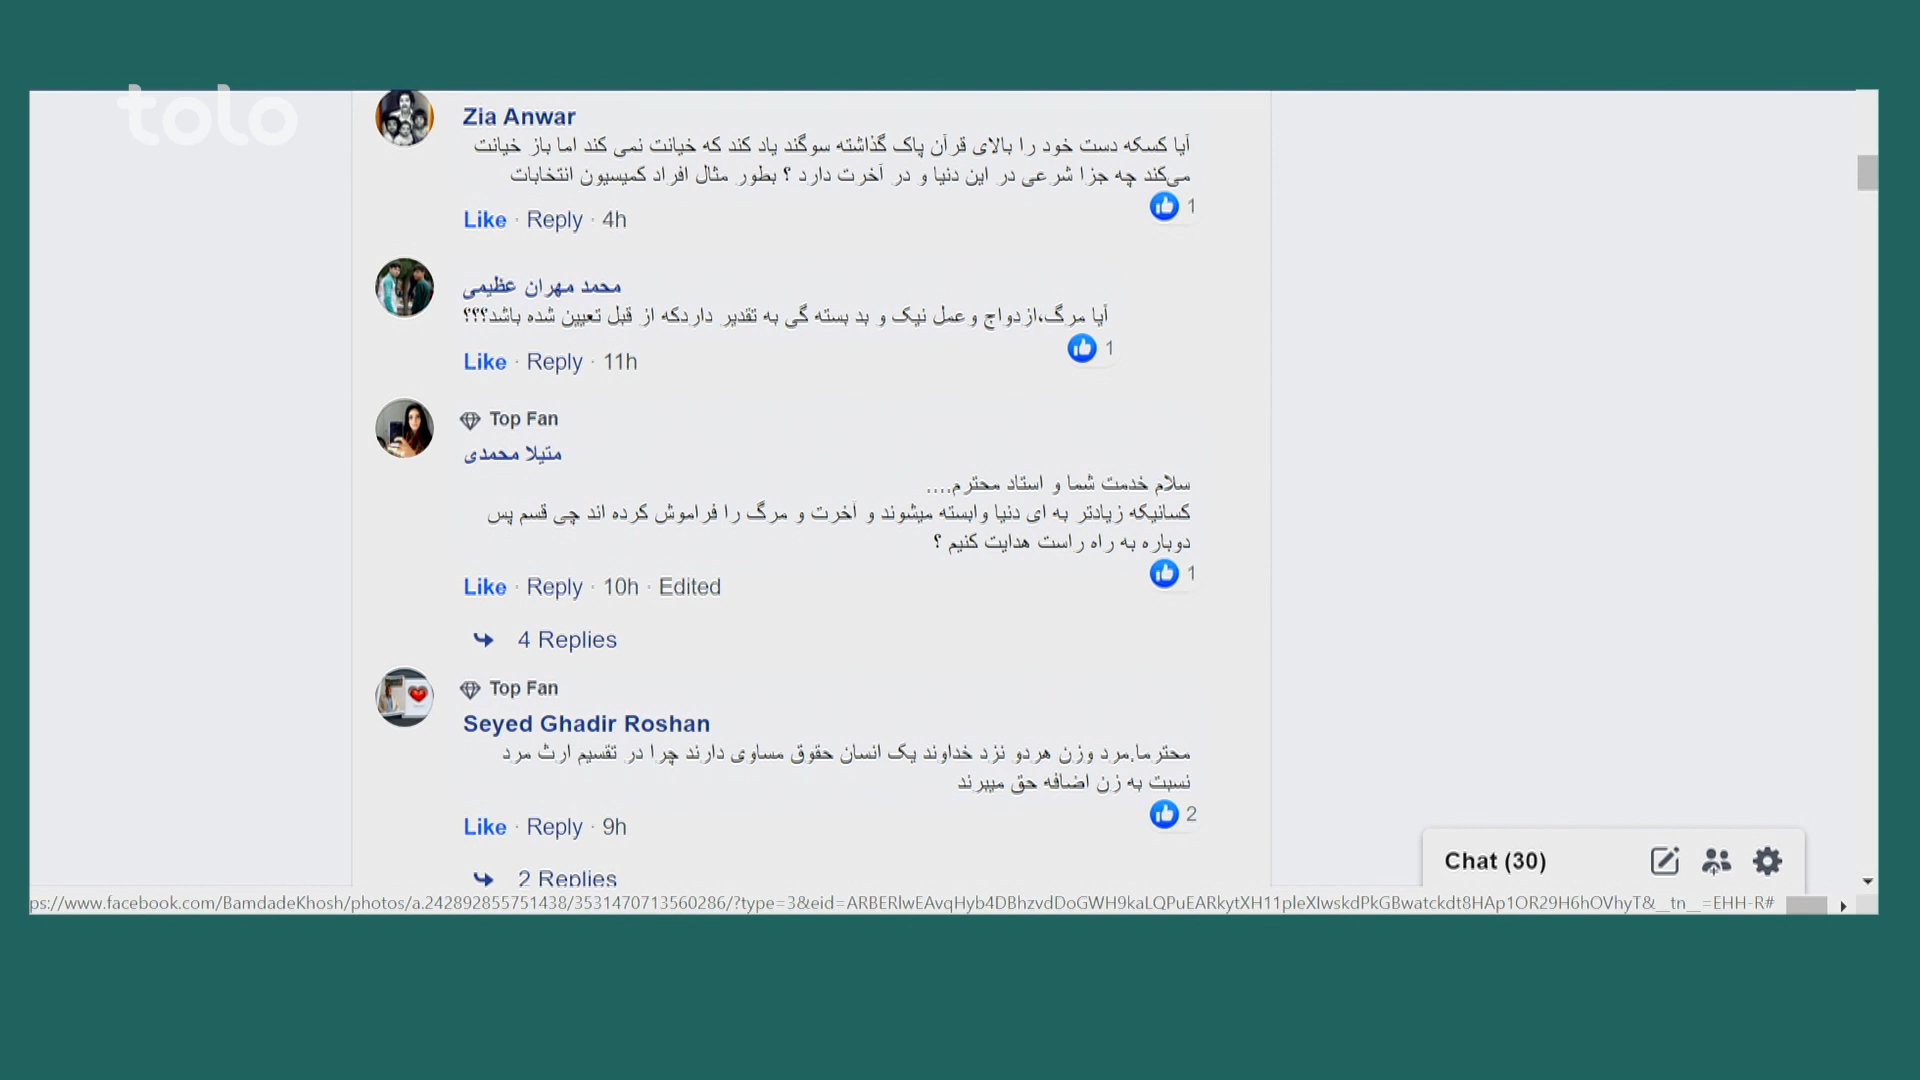 tolo
Zia Anwar
آیا کسکه دست خود را بالای قرآن پاک گذاشته سوگند یاد کند که خیانت نمی کند اما باز خیانت
می‌کند چه جزا شرعی در این دنیا و در آخرت دارد ؟ بطور مثال افراد کمیسیون انتخابات
1
Like · Reply · 4h
محمد مهران عظیمی
آیا مرگ،ازدواج وعمل نیک و بد بسته گی به تقدیر داردکه از قبل تعیین شده باشد؟؟؟
1
Like · Reply · 11h
Top Fan
متیلا محمدی
سلام خدمت شما و استاد محترم....
کسانیکه زیادتر به ای دنیا وابسته میشوند و آخرت و مرگ را فراموش کرده اند چی قسم پس
دوباره به راه راست هدایت کنیم ؟
1
Like · Reply · 10h · Edited
4 Replies
Top Fan
Seyed Ghadir Roshan
محترما.مرد وزن هردو نزد خداوند یک انسان حقوق مساوی دارند چرا در تقسیم ارث مرد
نسبت به زن اضافه حق میبرند
2
Like · Reply · 9h
2 Replies
Chat (30)
ps://www.facebook.com/BamdadeKhosh/photos/a.242892855751438/3531470713560286/?type=3&eid=ARBERlwEAvqHyb4DBhzvdDoGWH9kaLQPuEARkytXH11pleXIwskdPkGBwatckdt8HAp1OR29H6hOVhyT&__tn__=EHH-R#